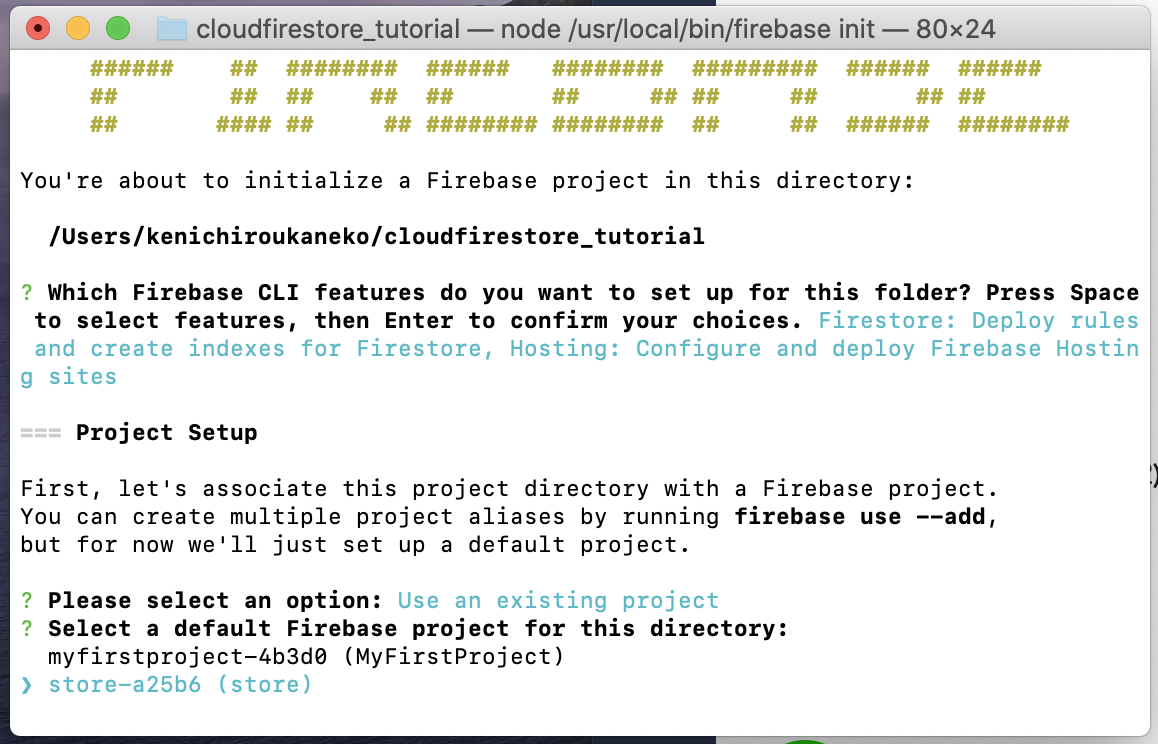 cloudfirestore_tutorial — node /usr/local/bin/firebase init — 80×24
######    ##  ########  ######   ########  #########  ######  ######
##        ##  ##    ##  ##       ##     ## ##     ##       ## ##
##       #### ##     ## ######## ########  ##     ##  ######  ########
You're about to initialize a Firebase project in this directory:
/Users/kenichiroukaneko/cloudfirestore_tutorial
? Which Firebase CLI features do you want to set up for this folder? Press Space
to select features, then Enter to confirm your choices. Firestore: Deploy rules
and create indexes for Firestore, Hosting: Configure and deploy Firebase Hostin
g sites
=== Project Setup
First, let's associate this project directory with a Firebase project.
You can create multiple project aliases by running firebase use --add,
but for now we'll just set up a default project.
? Please select an option: Use an existing project
? Select a default Firebase project for this directory:
myfirstproject-4b3d0 (MyFirstProject)
❯ store-a25b6 (store)